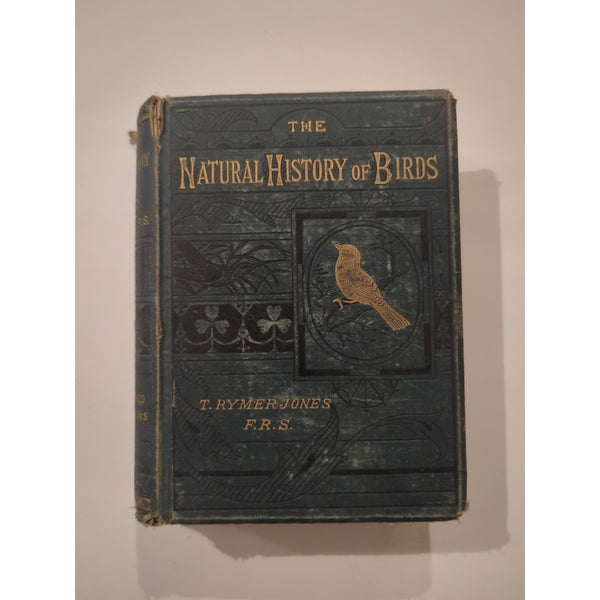 THE
NATURAL HISTORY OF BIRDS
T. RYMER JONES
F.R.S.